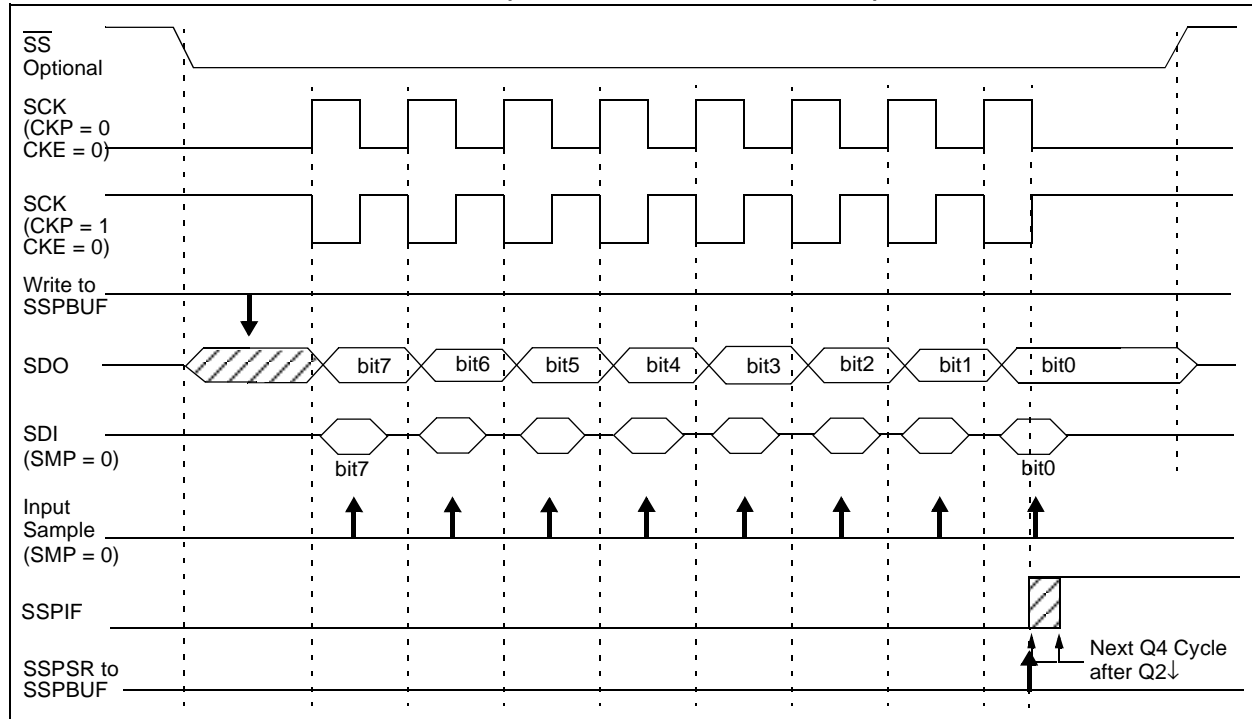 SS
Optional
SCK
(CKP = 0
CKE = 0)
SCK
(CKP = 1
CKE = 0)
Write to
SSPBUF
SDO
bit7 bit6 bit5 bit4 bit3 bit2 bit1 bit0
SDI
(SMP = 0)
bit7 bit0
Input
Sample
(SMP = 0)
SSPIF
Next Q4 Cycle
after Q2↓
SSPSR to
SSPBUF